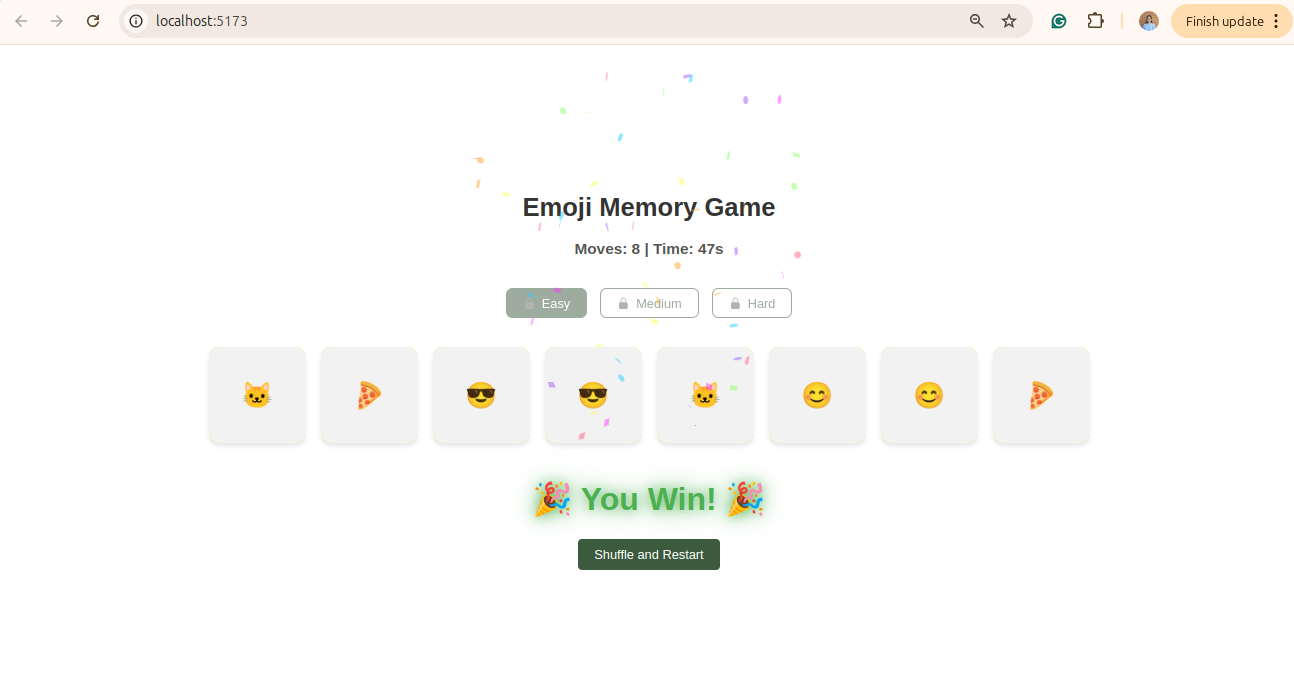 localhost:5173
Finish update
Emoji Memory Game
Moves: 8 | Time: 47s
Easy
Medium
Hard
🎉 You Win! 🎉
Shuffle and Restart